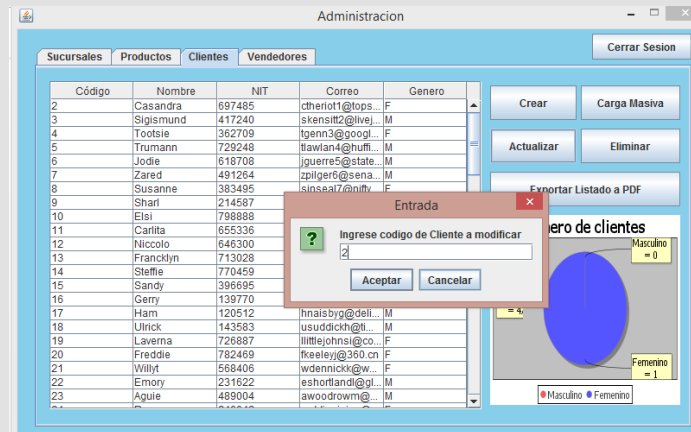 Administracion
Cerrar Sesion
Sucursales Productos Clientes Vendedores
Código Nombre NIT Correo Genero
2 Casandra 697485 ctheriot1@tops... F
3 Sigismund 417240 skensitt2@livej... M
4 Tootsie 362709 tgenn3@googl... F
5 Trumann 729248 tlawlan4@huffi... M
6 Jodie 618708 jguerre5@state... M
7 Zared 491264 zpilger6@sena... M
8 Susanne 383495 sinseal7@nifty... F
9 Sharl 214587
10 Elsi 798888
11 Carlita 655336
12 Niccolo 646300
13 Francklyn 713028
14 Steffie 770459
15 Sandy 396695
16 Gerry 139770
17 Ham 120512 hnaisbyg@deli... M
18 Ulrick 143583 usuddickh@ti... M
19 Laverna 726887 llittlejohnsi@co... F
20 Freddie 782469 fkeeleyj@360.cn F
21 Willyt 568406 wdennickk@w... F
22 Emory 231622 eshortlandl@gl... M
23 Aguie 489004 awoodrowm@... M
Crear Carga Masiva
Actualizar Eliminar
Exportar Listado a PDF
Entrada
Ingrese codigo de Cliente a modificar
2
Aceptar Cancelar
ero de clientes
Masculino
= 0
Femenino
= 1
Masculino Femenino